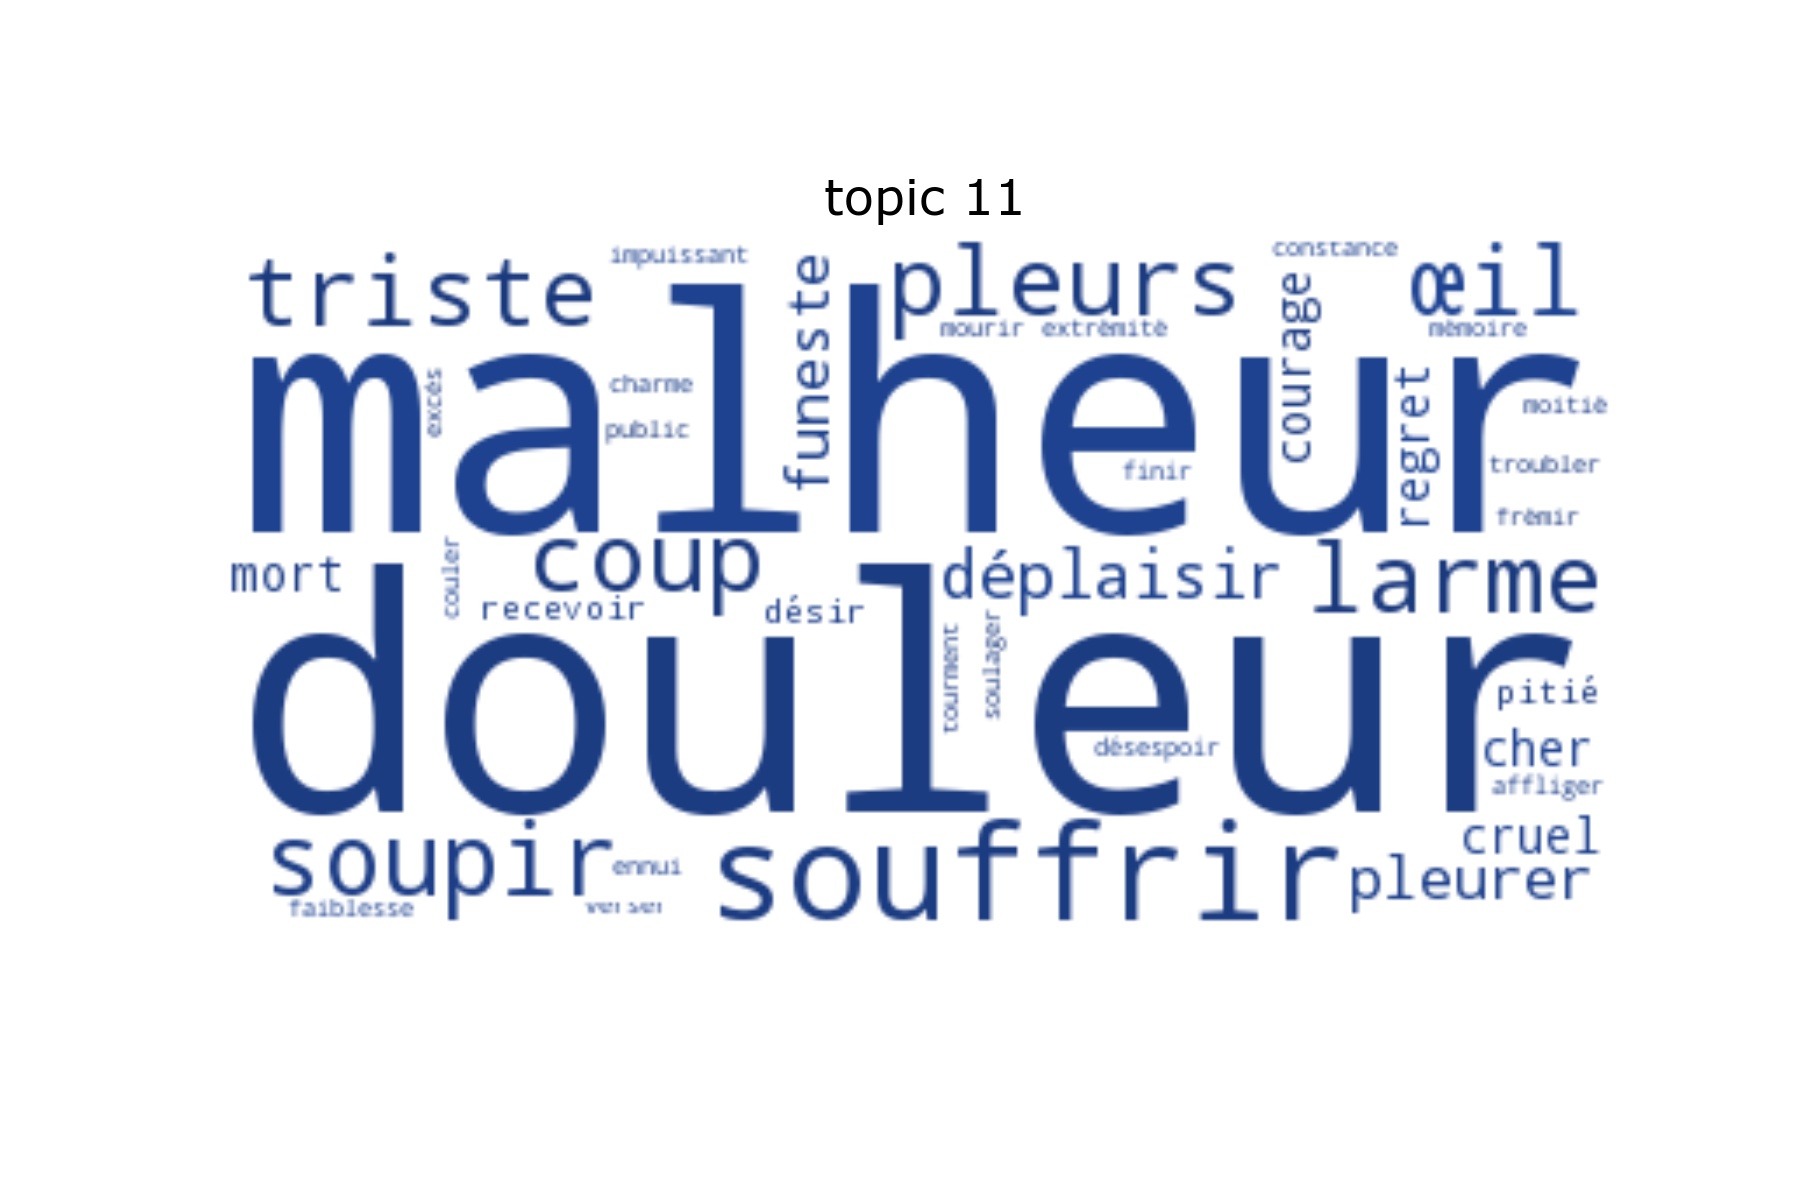 topic 11
triste
impuissant
funeste
pleurs
constance
œil
mourir
extrémité
courage
mémoire
malheur
excès
charme
public
finir
regret
moitié
troubler
frémir
mort
couler
coup
recevoir
désir
déplaisir
larme
douleur
tourment
soulager
désespoir
pitié
cher
affliger
soupir
ennui
souffrir
cruel
pleurer
faiblesse
verser